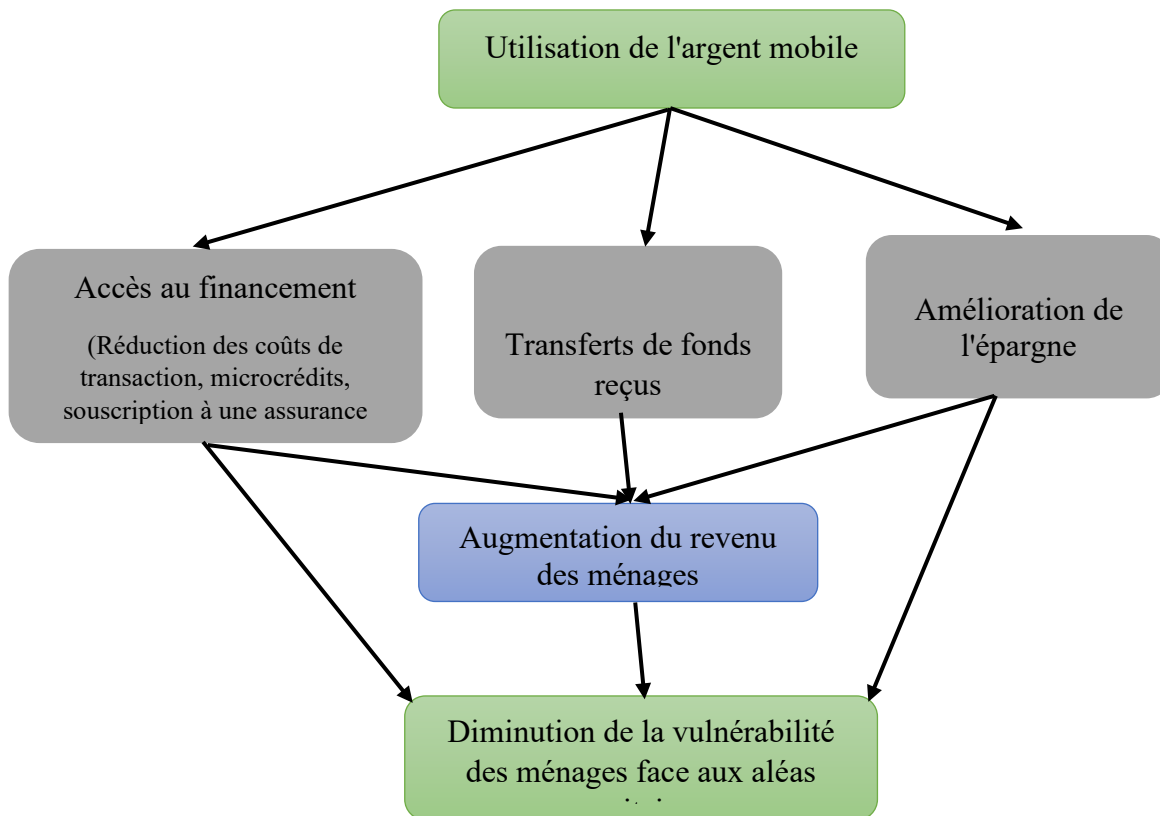 Utilisation de l'argent mobile
Accès au financement
(Réduction des coûts de
transaction, microcrédits,
souscription à une assurance
Transferts de fonds
reçus
Amélioration de
l'épargne
Augmentation du revenu
des ménages
Diminution de la vulnérabilité
des ménages face aux aléas